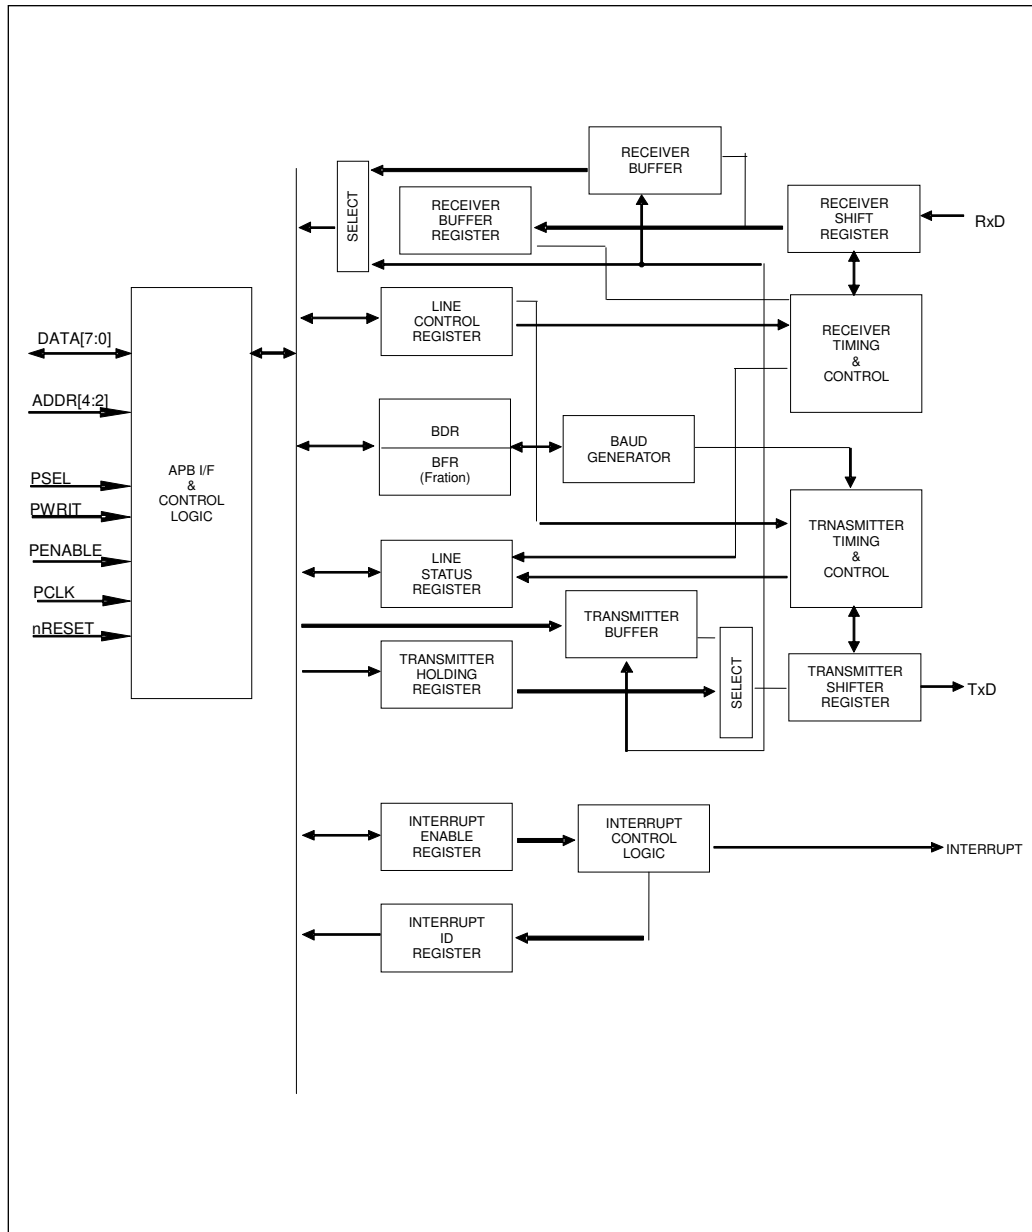 RECEIVER
BUFFER
SELECT
RECEIVER
BUFFER
REGISTER
RECEIVER
SHIFT
REGISTER
RxD
LINE
CONTROL
REGISTER
RECEIVER
TIMING
&
CONTROL
DATA[7:0]
ADDR[4:2]
PSEL
PWRIT
PENABLE
PCLK
nRESET
APB I/F
&
CONTROL
LOGIC
BDR
BFR
(Fration)
BAUD
GENERATOR
TRNASMITTER
TIMING
&
CONTROL
LINE
STATUS
REGISTER
TRANSMITTER
BUFFER
TRANSMITTER
HOLDING
REGISTER
SELECT
TRANSMITTER
SHIFTER
REGISTER
TxD
INTERRUPT
ENABLE
REGISTER
INTERRUPT
CONTROL
LOGIC
INTERRUPT
INTERRUPT
ID
REGISTER